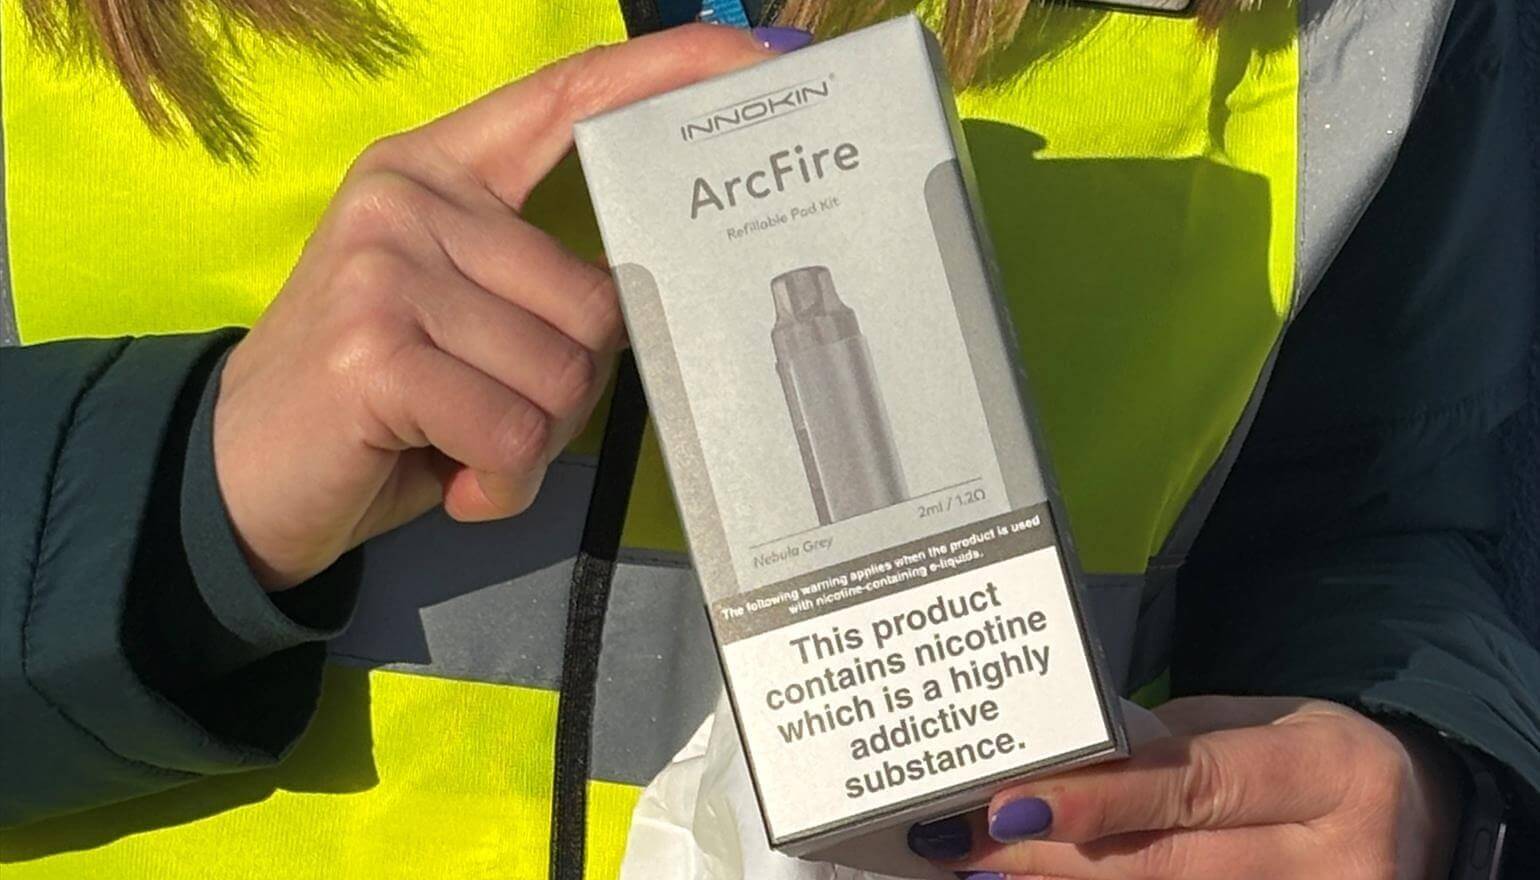 INNOKIN®
ArcFire
Refillable Pod Kit
2ml / 1.2Ω
Nebula Grey
The following warning applies when the product is used
with nicotine-containing e-liquids.
This product
contains nicotine
which is a highly
addictive
substance.